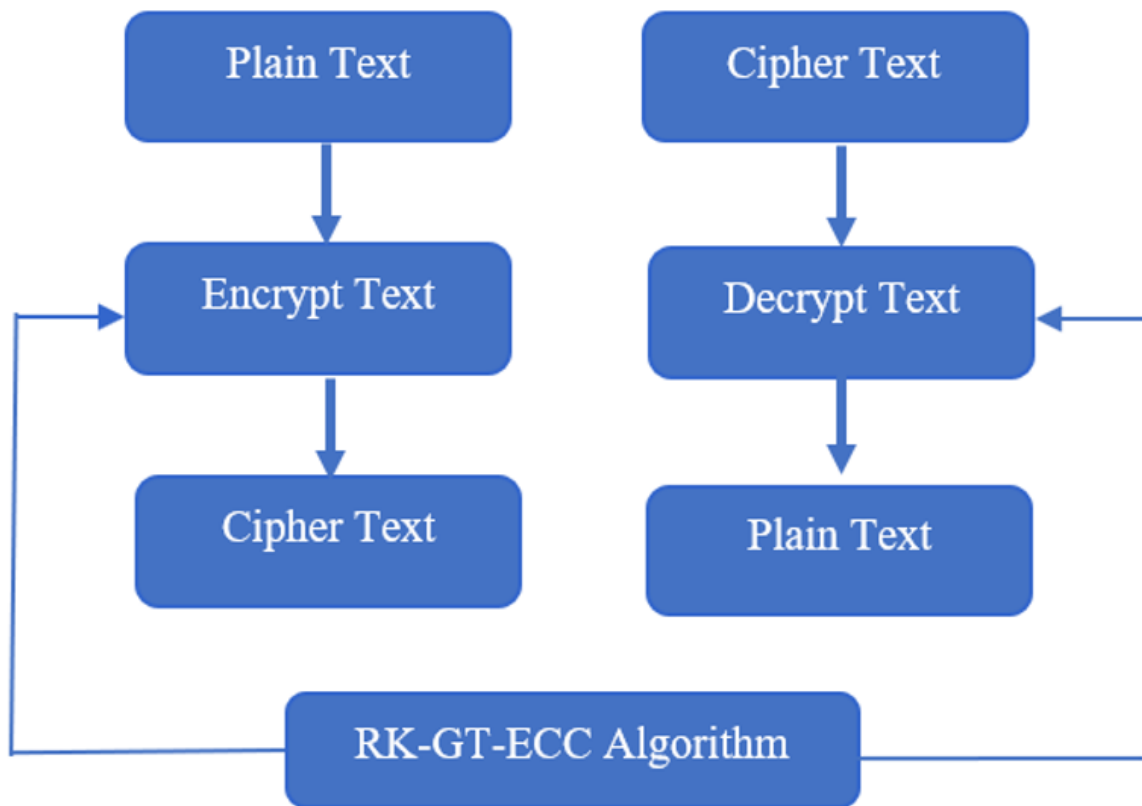 Plain Text
Cipher Text
Encrypt Text
Decrypt Text
Cipher Text
Plain Text
RK-GT-ECC Algorithm